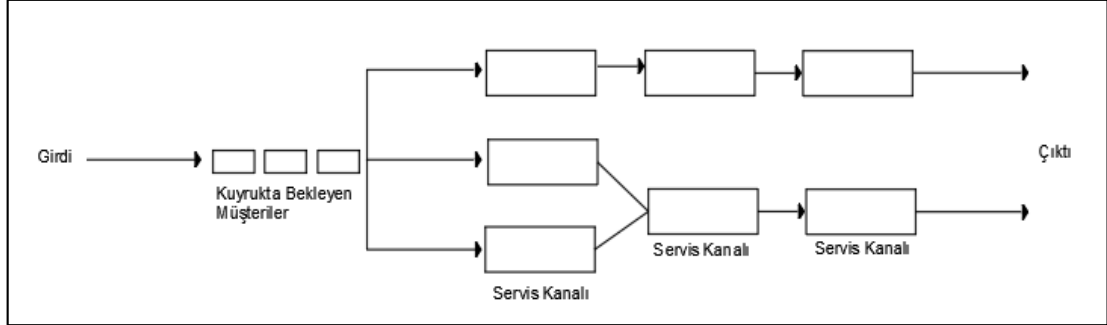 Girdi
Kuyrukta Bekleyen
Müşteriler
Çıktı
Servis Kanalı
Servis Kanalı
Servis Kanalı